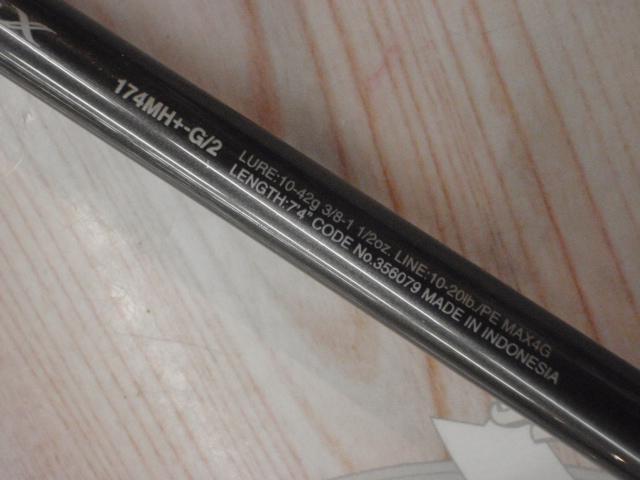 X
174MH+-G/2
LURE:10-42g 3/8-1 1/2oz. LINE:10-20lb./PE MAX4G
LENGTH:7'4" CODE No.356079 MADE IN INDONESIA